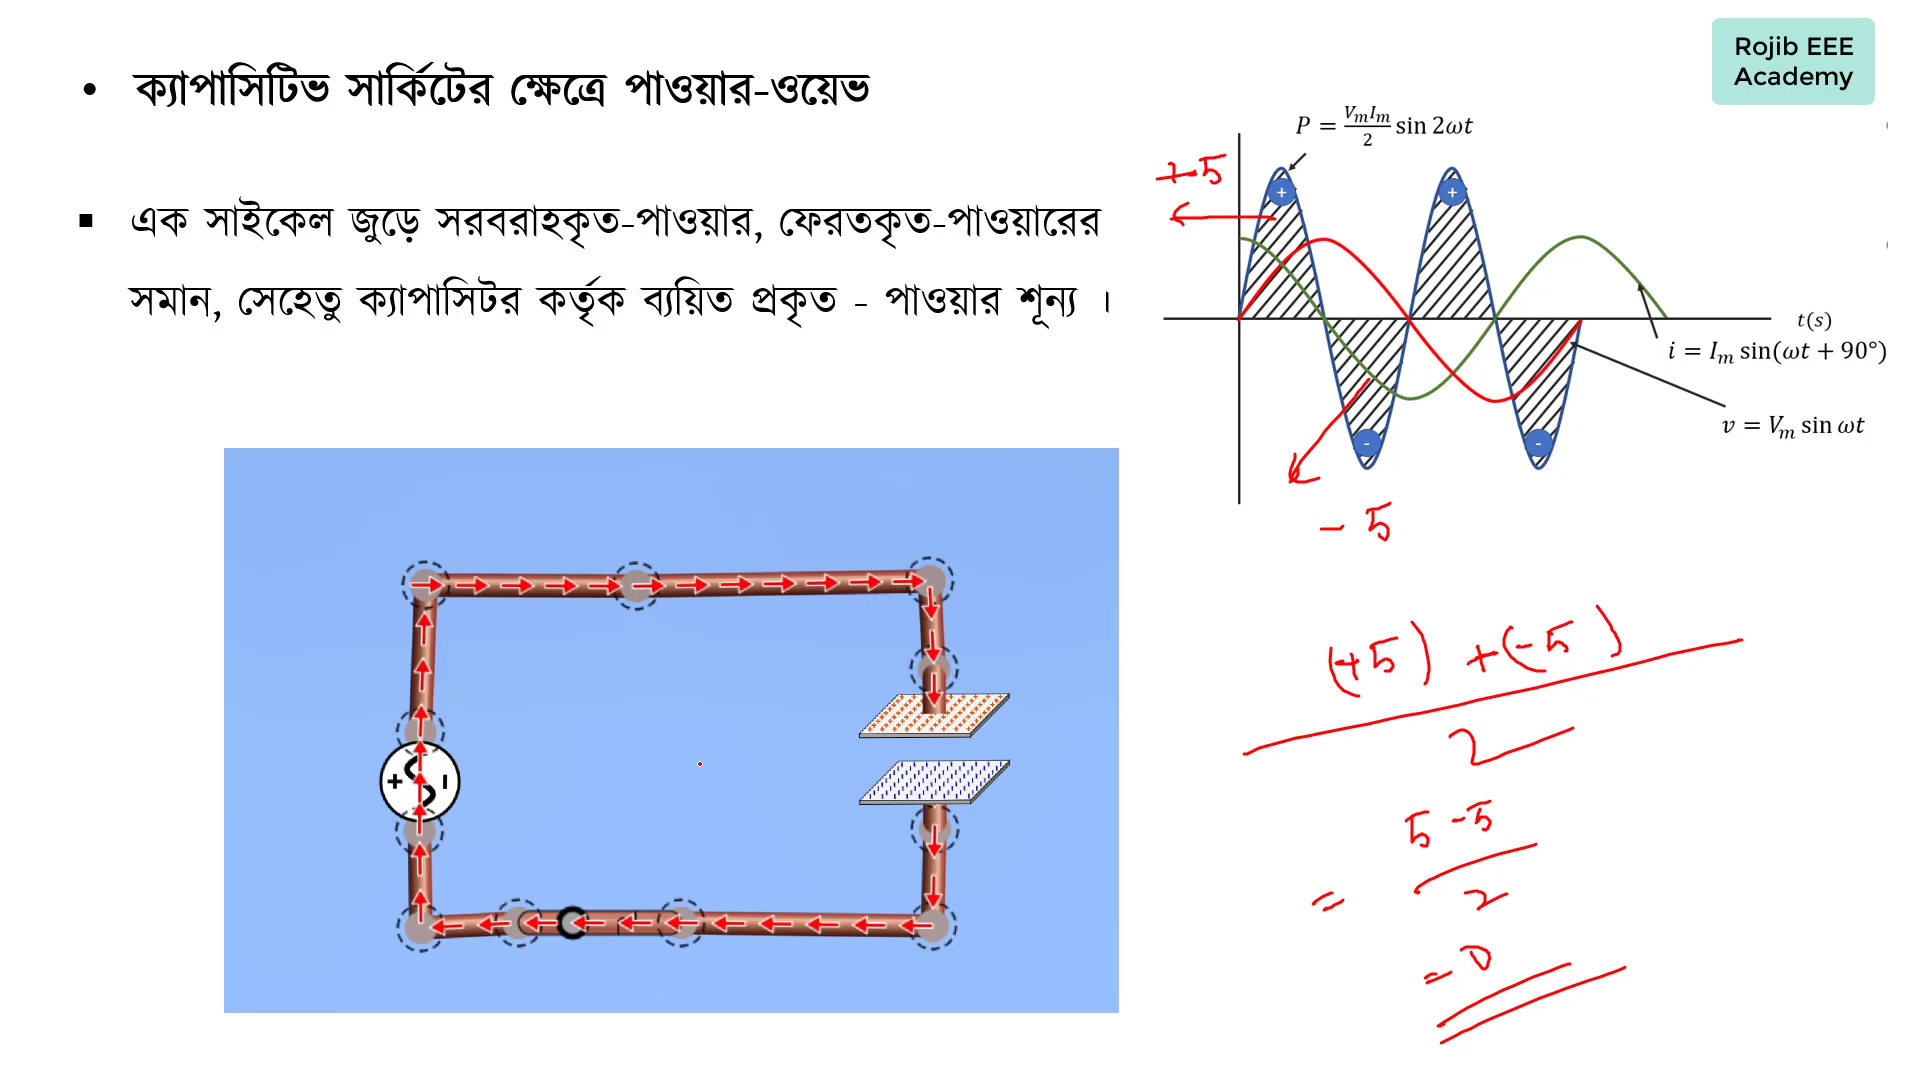 Rojib EEE
Academy
• ক্যাপাসিটিভ সার্কিটের ক্ষেত্রে পাওয়ার-ওয়েভ
▪ এক সাইকেল জুড়ে সরবরাহকৃত-পাওয়ার, ফেরতকৃত-পাওয়ারের
সমান, সেহেতু ক্যাপাসিটর কর্তৃক ব্যয়িত প্রকৃত - পাওয়ার শূন্য ।
P = VₘIₘ/2 sin 2ωt
+5
+ +
t(s)
i = Iₘ sin(ωt + 90°)
v = Vₘ sin ωt
- -
- 5
(+5) + (-5)
2
5 - 5
= 2
= 0